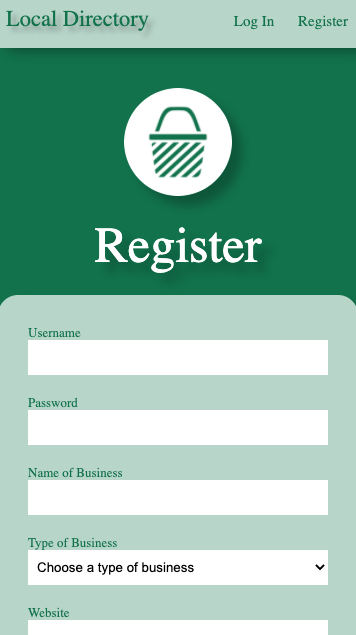 Local Directory Log In Register
Register
Username
Password
Name of Business
Type of Business
Choose a type of business
Website